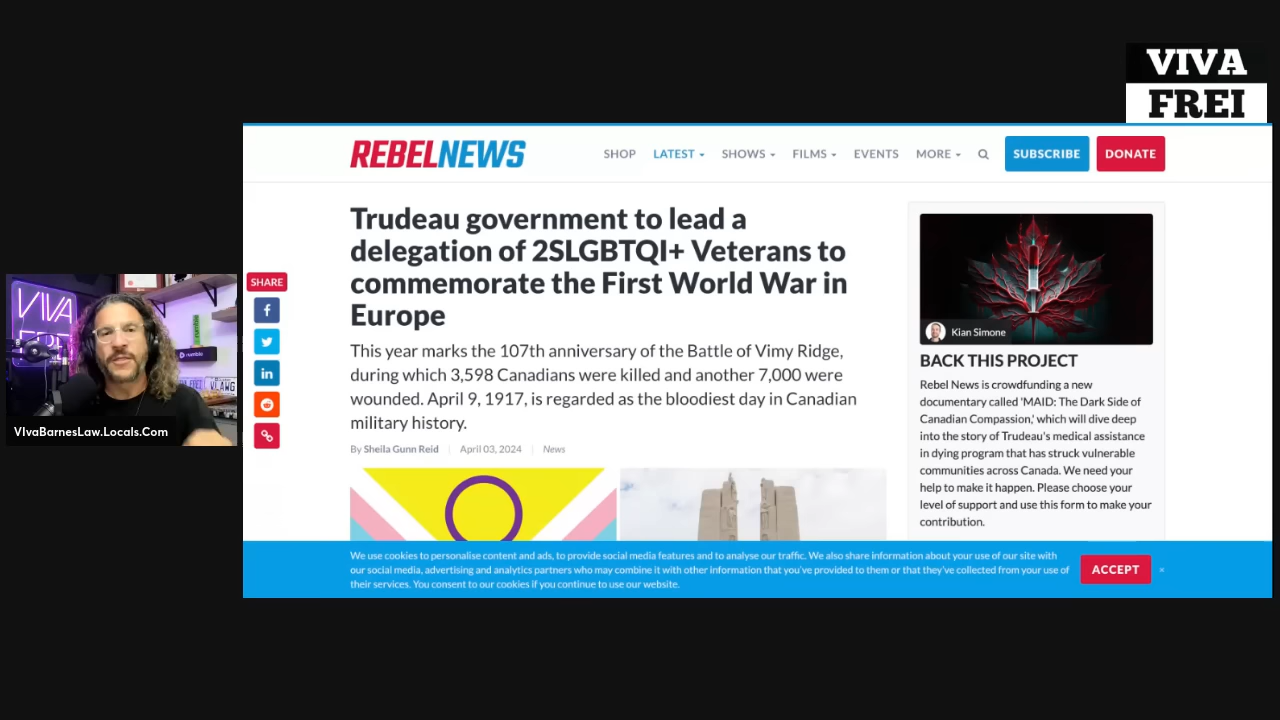 VIVA
FREI
REBELNEWS
SHOP LATEST SHOWS FILMS EVENTS MORE SUBSCRIBE DONATE
Trudeau government to lead a
delegation of 2SLGBTQI+ Veterans to
commemorate the First World War in
Europe
This year marks the 107th anniversary of the Battle of Vimy Ridge,
during which 3,598 Canadians were killed and another 7,000 were
wounded. April 9, 1917, is regarded as the bloodiest day in Canadian
military history.
By Sheila Gunn Reid | April 03, 2024 | News
SHARE
Kian Simone
BACK THIS PROJECT
Rebel News is crowdfunding a new
documentary called 'MAID: The Dark Side of
Canadian Compassion,' which will dive deep
into the story of Trudeau's medical assistance
in dying program that has struck vulnerable
communities across Canada. We need your
help to make it happen. Please choose your
level of support and use this form to make your
contribution.
VIVA
rumble
VIvaBarnesLaw.Locals.Com
We use cookies to personalise content and ads, to provide social media features and to analyse our traffic. We also share information about your use of our site with
our social media, advertising and analytics partners who may combine it with other information that you've provided to them or that they've collected from your use of
their services. You consent to our cookies if you continue to use our website.
ACCEPT ×